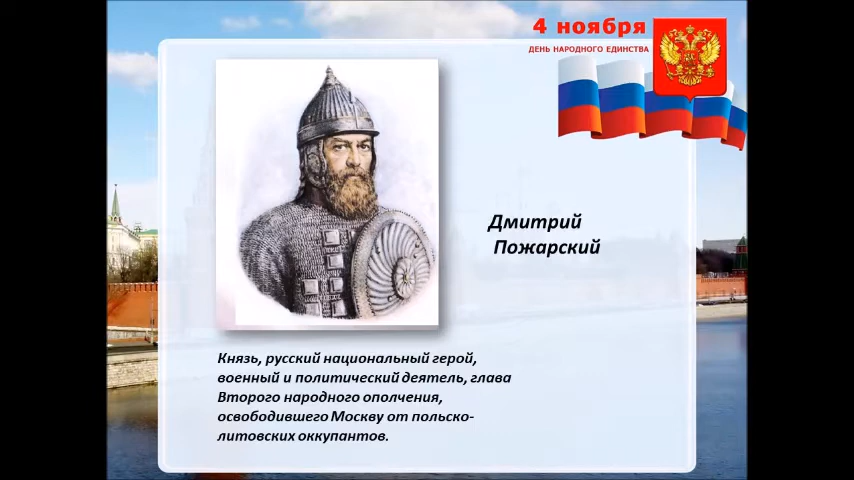 4 ноября
ДЕНЬ НАРОДНОГО ЕДИНСТВА
Дмитрий
Пожарский
Князь, русский национальный герой,
военный и политический деятель, глава
Второго народного ополчения,
освободившего Москву от польско-
литовских оккупантов.